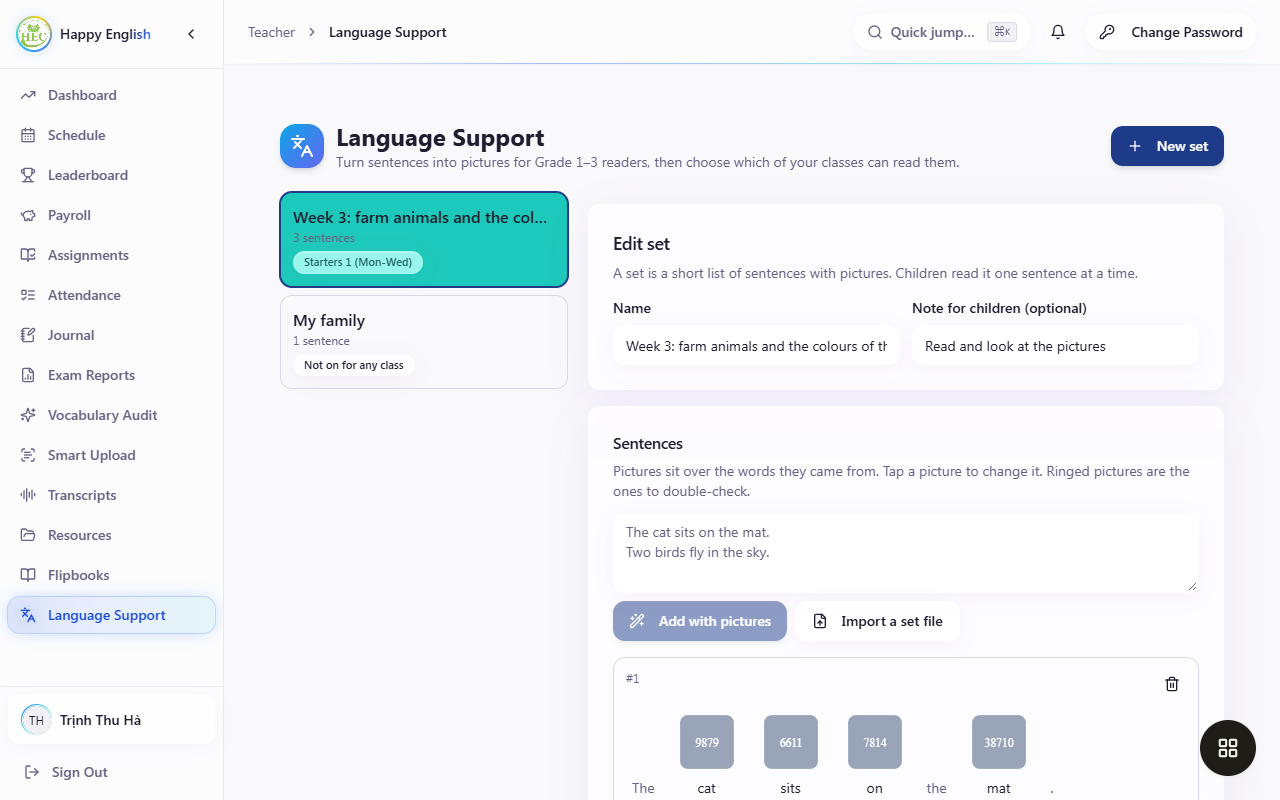 HEC
Happy English
Teacher > Language Support
Quick jump... ⌘K
Change Password
Dashboard
Schedule
Leaderboard
Payroll
Assignments
Attendance
Journal
Exam Reports
Vocabulary Audit
Smart Upload
Transcripts
Resources
Flipbooks
Language Support
TH Trịnh Thu Hà
Sign Out
Language Support
Turn sentences into pictures for Grade 1–3 readers, then choose which of your classes can read them.
New set
Week 3: farm animals and the col...
3 sentences
Starters 1 (Mon-Wed)
My family
1 sentence
Not on for any class
Edit set
A set is a short list of sentences with pictures. Children read it one sentence at a time.
Name
Note for children (optional)
Week 3: farm animals and the colours of th
Read and look at the pictures
Sentences
Pictures sit over the words they came from. Tap a picture to change it. Ringed pictures are the
ones to double-check.
The cat sits on the mat.
Two birds fly in the sky.
Add with pictures
Import a set file
#1
9879 6611 7814 38710
The cat sits on the mat .